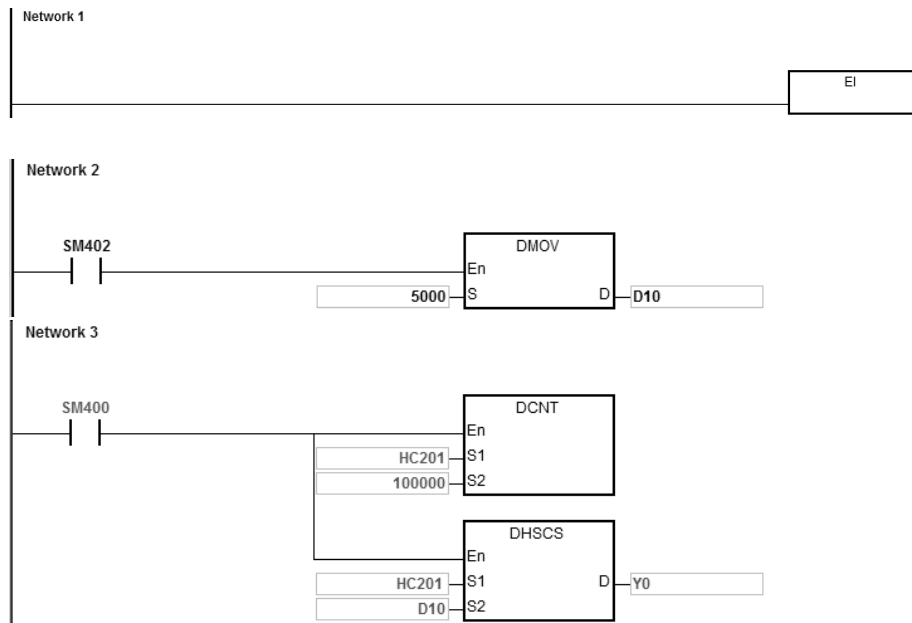 Network 1
EI
Network 2
SM402
DMOV
En
5000 S D D10
Network 3
SM400
DCNT
En
HC201 S1
100000 S2
DHSCS
En
HC201 S1 D Y0
D10 S2